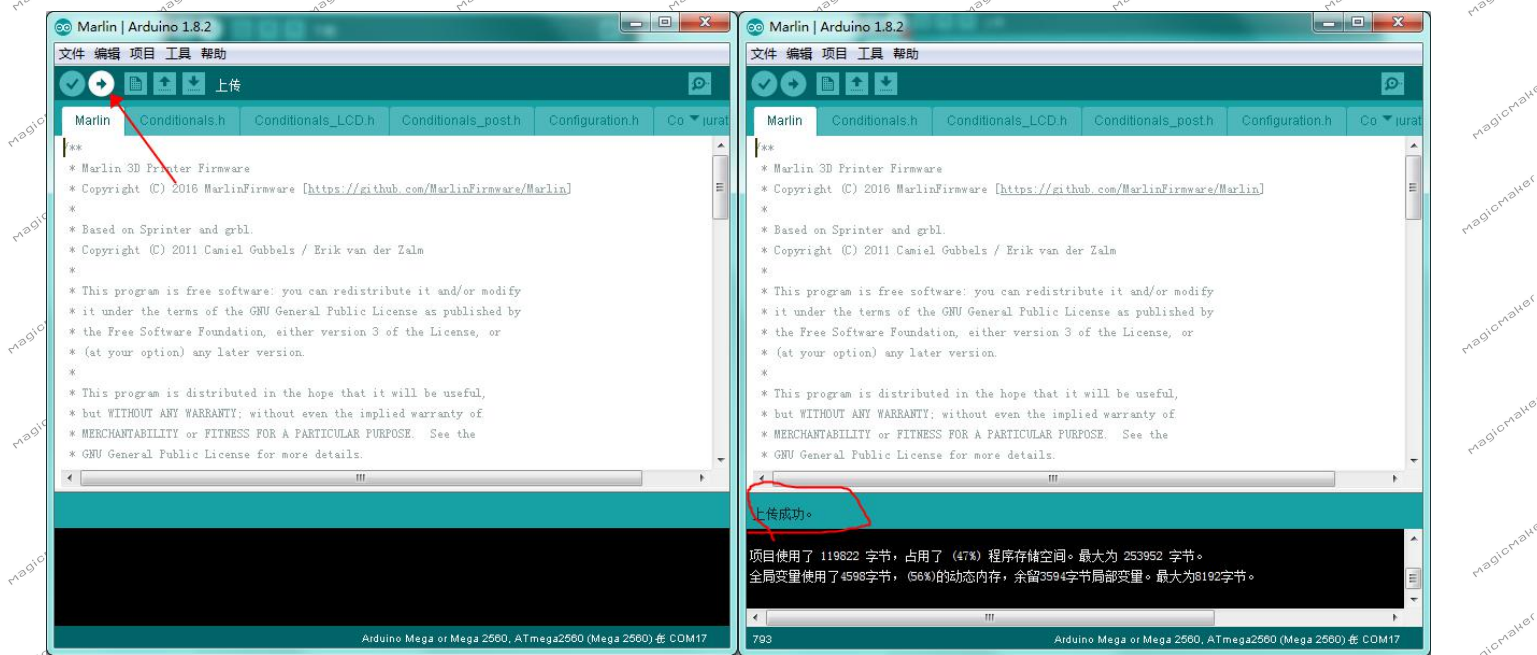 Marlin | Arduino 1.8.2
文件 编辑 项目 工具 帮助
上传
Marlin Conditionals.h Conditionals_LCD.h Conditionals_post.h Configuration.h Co urat
/**
* Marlin 3D Printer Firmware
* Copyright (C) 2016 MarlinFirmware [https://github.com/MarlinFirmware/Marlin]
*
* Based on Sprinter and grbl.
* Copyright (C) 2011 Camiel Gubbels / Erik van der Zalm
*
* This program is free software: you can redistribute it and/or modify
* it under the terms of the GNU General Public License as published by
* the Free Software Foundation, either version 3 of the License, or
* (at your option) any later version.
*
* This program is distributed in the hope that it will be useful,
* but WITHOUT ANY WARRANTY; without even the implied warranty of
* MERCHANTABILITY or FITNESS FOR A PARTICULAR PURPOSE. See the
* GNU General Public License for more details.
Arduino Mega or Mega 2560, ATmega2560 (Mega 2560) 在 COM17
Marlin | Arduino 1.8.2
文件 编辑 项目 工具 帮助
Marlin Conditionals.h Conditionals_LCD.h Conditionals_post.h Configuration.h Co urat
/**
* Marlin 3D Printer Firmware
* Copyright (C) 2016 MarlinFirmware [https://github.com/MarlinFirmware/Marlin]
*
* Based on Sprinter and grbl.
* Copyright (C) 2011 Camiel Gubbels / Erik van der Zalm
*
* This program is free software: you can redistribute it and/or modify
* it under the terms of the GNU General Public License as published by
* the Free Software Foundation, either version 3 of the License, or
* (at your option) any later version.
*
* This program is distributed in the hope that it will be useful,
* but WITHOUT ANY WARRANTY; without even the implied warranty of
* MERCHANTABILITY or FITNESS FOR A PARTICULAR PURPOSE. See the
* GNU General Public License for more details.
上传成功。
项目使用了 119822 字节，占用了 (47%) 程序存储空间。最大为 253952 字节。
全局变量使用了4598字节，(56%)的动态内存，余留3594字节局部变量。最大为8192字节。
793
Arduino Mega or Mega 2560, ATmega2560 (Mega 2560) 在 COM17
magicmaker
magicmaker
magicmaker
magicmaker
magicmaker